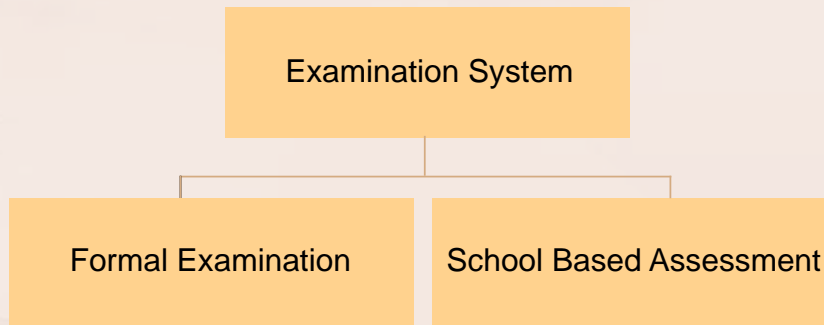 Examination System
Formal Examination
School Based Assessment